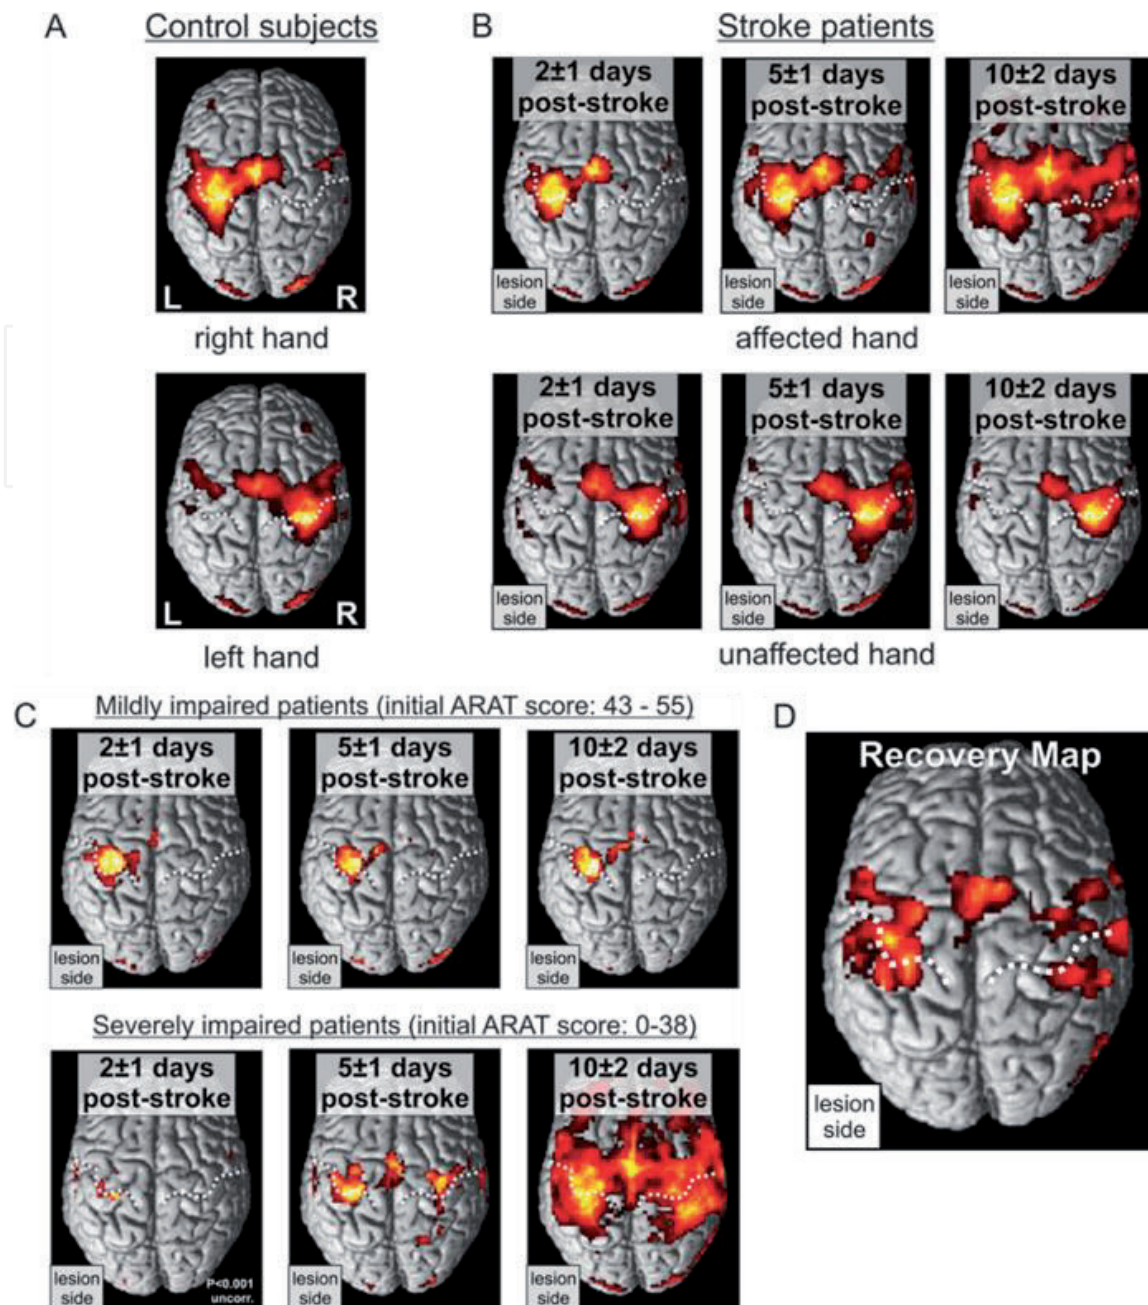 A
Control subjects
B
Stroke patients
2±1 days
post-stroke
5±1 days
post-stroke
10±2 days
post-stroke
L
R
lesion
side
lesion
side
lesion
side
right hand
affected hand
2±1 days
post-stroke
5±1 days
post-stroke
10±2 days
post-stroke
L
R
lesion
side
lesion
side
lesion
side
left hand
unaffected hand
C
Mildly impaired patients (initial ARAT score: 43 - 55)
2±1 days
post-stroke
5±1 days
post-stroke
10±2 days
post-stroke
lesion
side
lesion
side
lesion
side
Severely impaired patients (initial ARAT score: 0-38)
2±1 days
post-stroke
5±1 days
post-stroke
10±2 days
post-stroke
lesion
side
P<0.001
uncorr.
lesion
side
lesion
side
D
Recovery Map
lesion
side